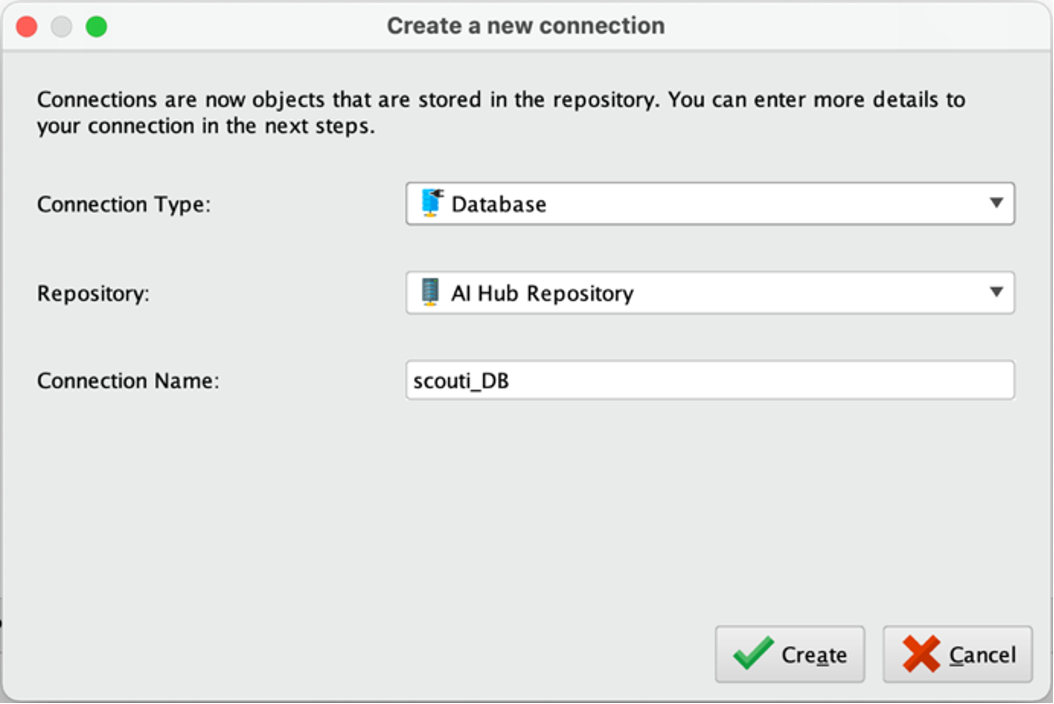 Create a new connection
Connections are now objects that are stored in the repository. You can enter more details to
your connection in the next steps.
Connection Type:
Database
Repository:
AI Hub Repository
Connection Name:
scouti_DB
Create
Cancel